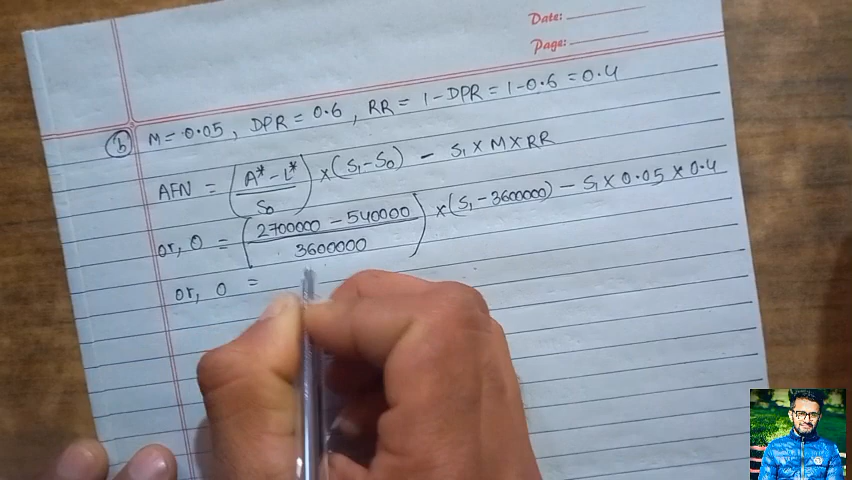 Date:
Page:
(b) M = 0.05, DPR = 0.6, RR = 1-DPR = 1-0.6 = 0.4
AFN = (A* - L* / S0) × (S1 - S0) - S1 × M × RR
or, 0 = (2700000 - 540000 / 3600000) × (S1 - 3600000) - S1 × 0.05 × 0.4
or, 0 =